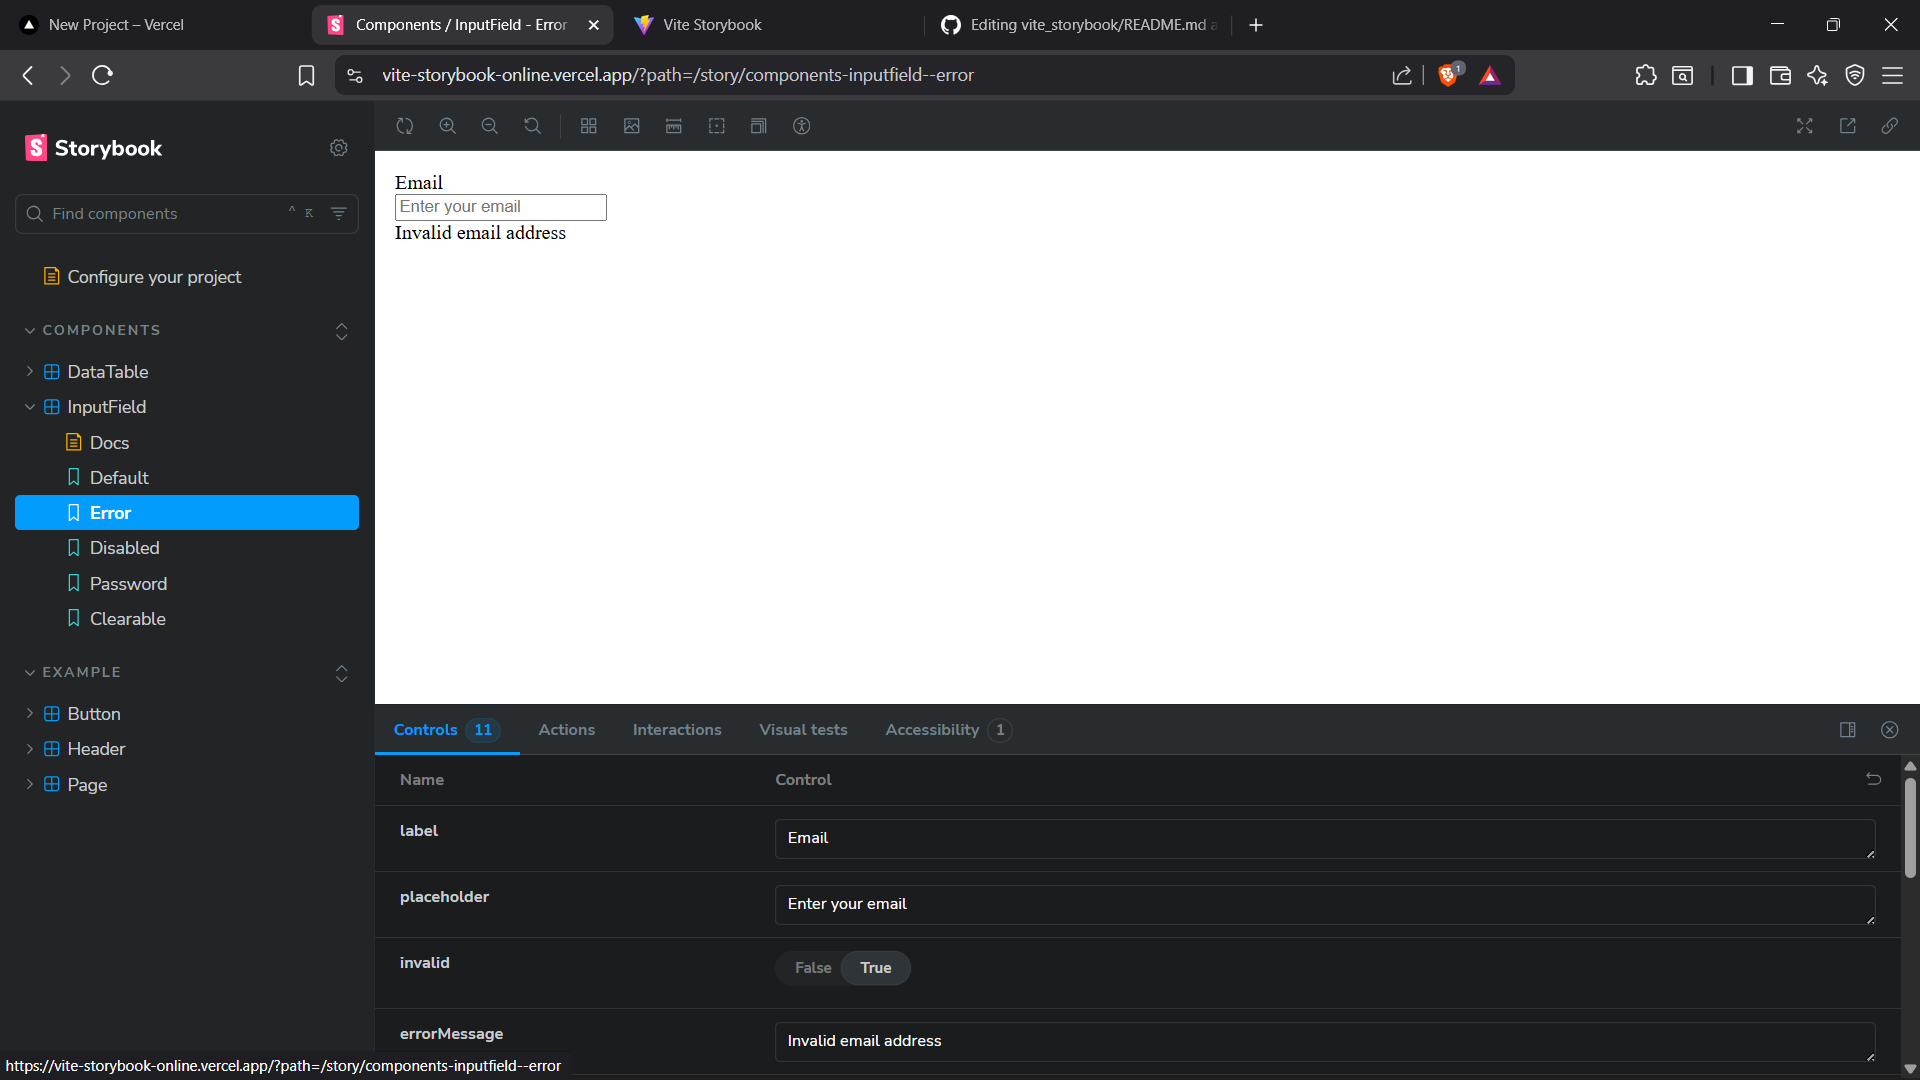 New Project – Vercel
Components / InputField - Error
Vite Storybook
Editing vite_storybook/README.md a
vite-storybook-online.vercel.app/?path=/story/components-inputfield--error
1
Storybook
Find components
^ K
Configure your project
COMPONENTS
DataTable
InputField
Docs
Default
Error
Disabled
Password
Clearable
EXAMPLE
Button
Header
Page
Email
Enter your email
Invalid email address
Controls 11 Actions Interactions Visual tests Accessibility 1
Name Control
label Email
placeholder Enter your email
invalid False True
errorMessage Invalid email address
https://vite-storybook-online.vercel.app/?path=/story/components-inputfield--error